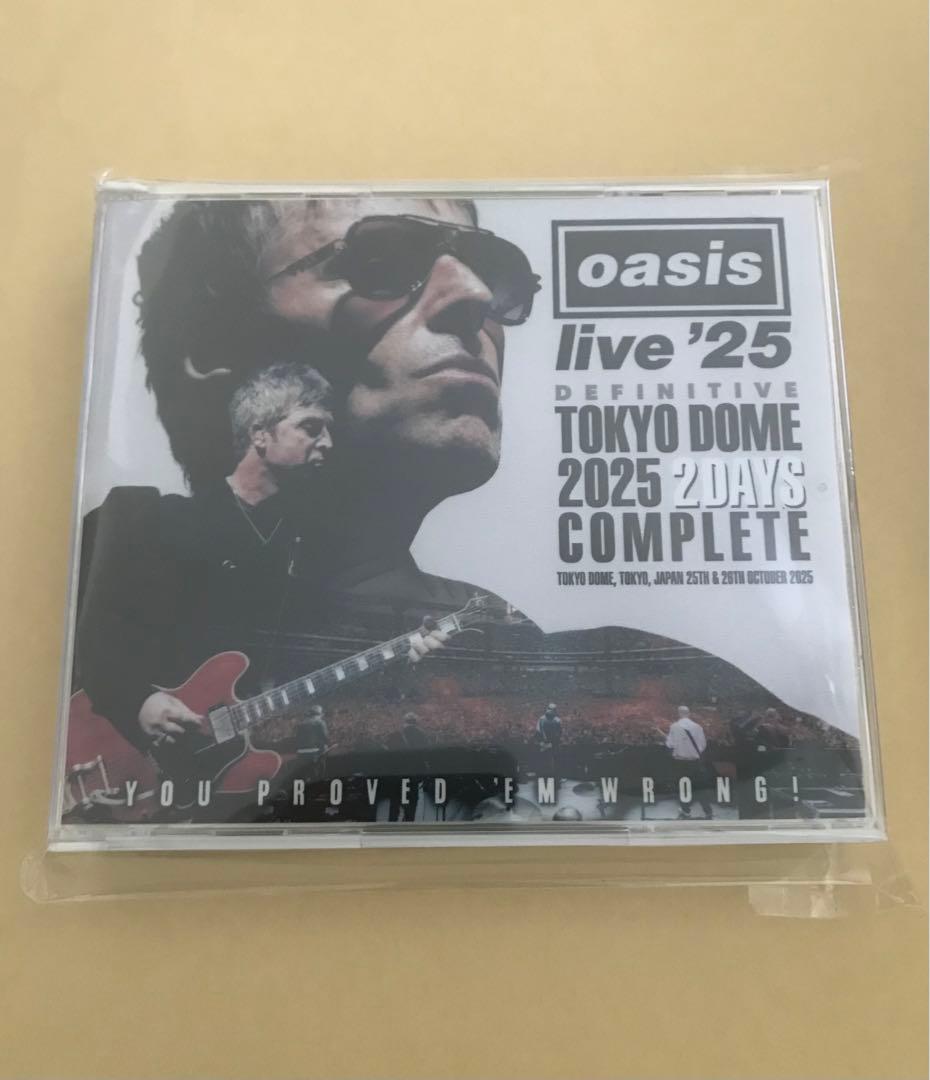 oasis
live '25
DEFINITIVE
TOKYO DOME
2025 2DAYS
COMPLETE
TOKYO DOME, TOKYO, JAPAN 25TH & 26TH OCTOBER 2025
YOU PROVED 'EM WRONG!